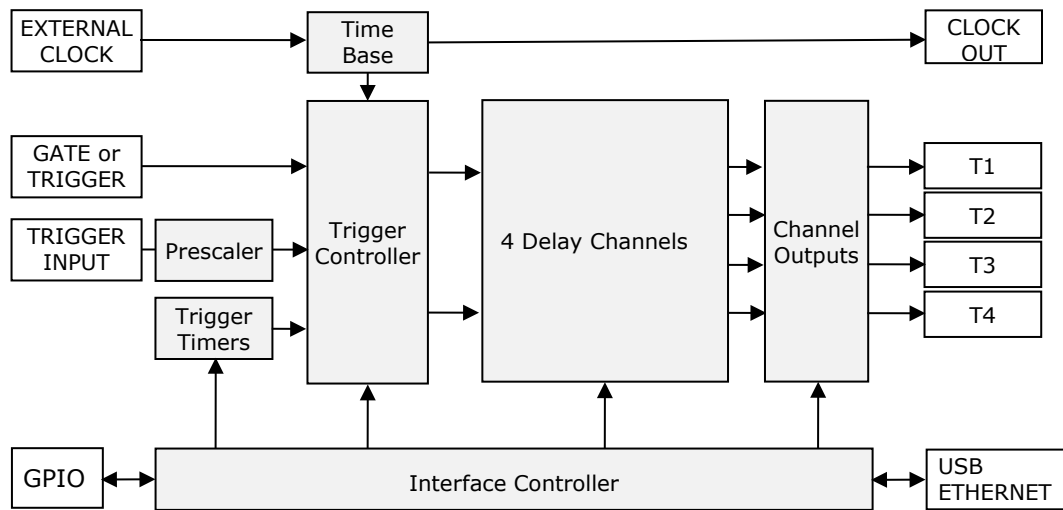 EXTERNAL
CLOCK
Time
Base
CLOCK
OUT
GATE or
TRIGGER
TRIGGER
INPUT
Prescaler
Trigger
Timers
Trigger
Controller
4 Delay Channels
Channel
Outputs
T1
T2
T3
T4
GPIO
Interface Controller
USB
ETHERNET